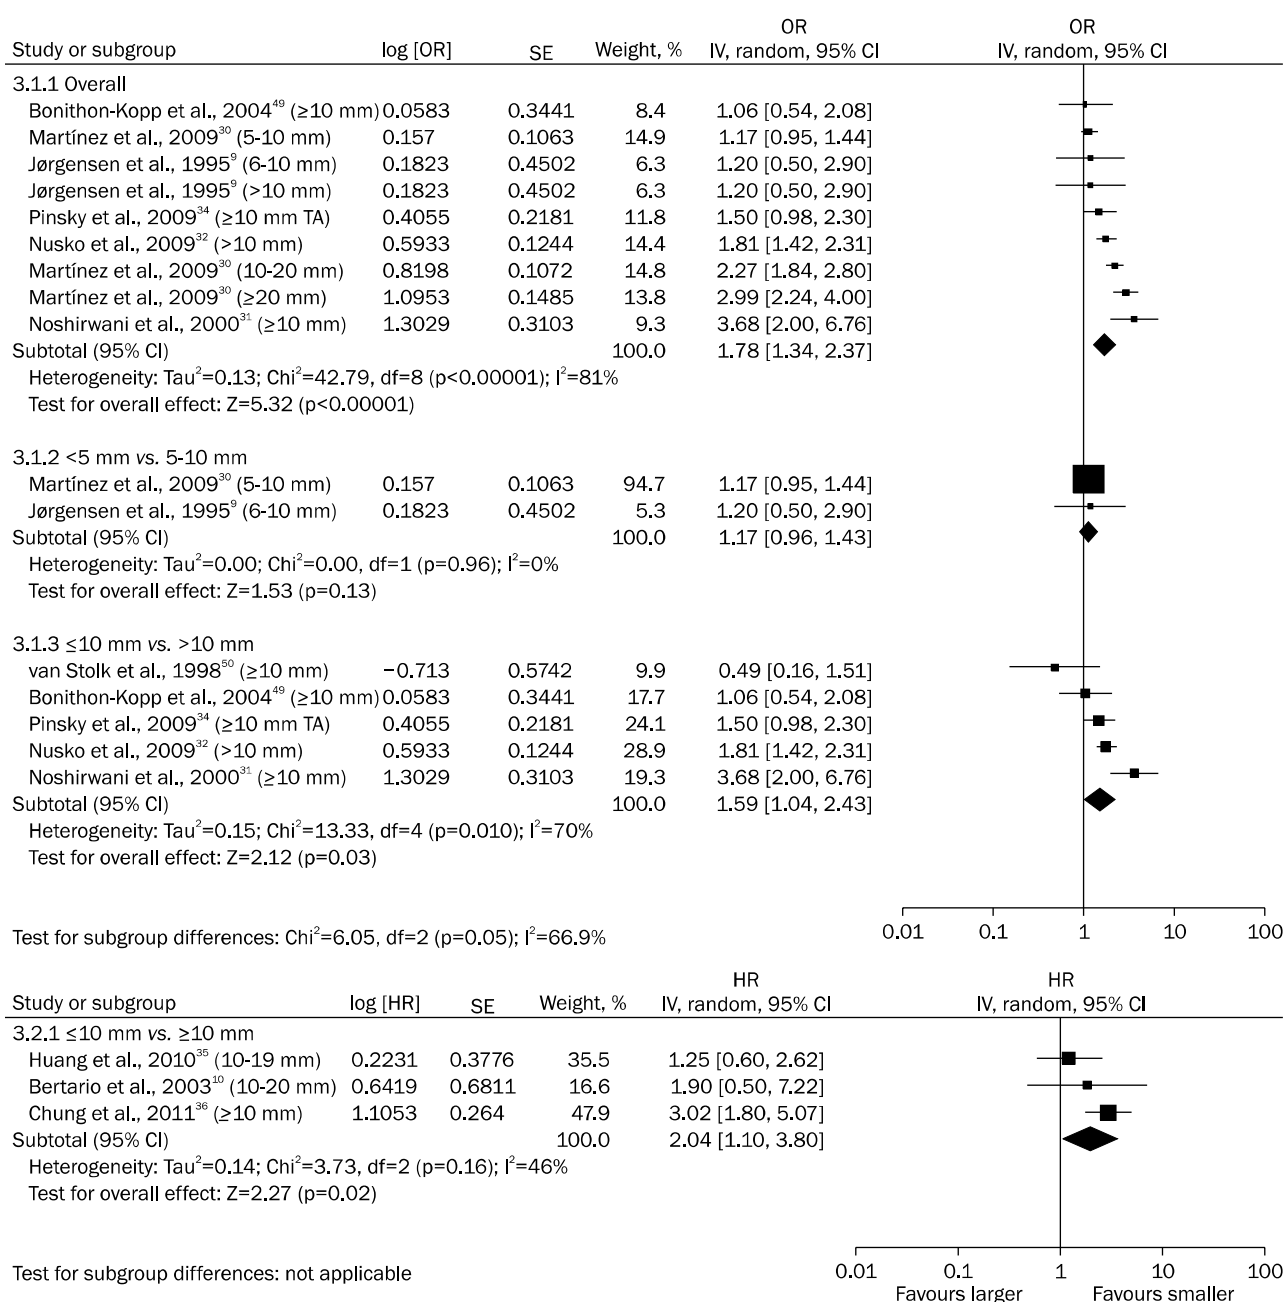 OR OR
Study or subgroup log [OR] SE Weight, % IV, random, 95% CI IV, random, 95% CI
3.1.1 Overall
Bonithon-Kopp et al., 2004⁴⁹ (≥10 mm) 0.0583 0.3441 8.4 1.06 [0.54, 2.08]
Martínez et al., 2009³⁰ (5-10 mm) 0.157 0.1063 14.9 1.17 [0.95, 1.44]
Jørgensen et al., 1995⁹ (6-10 mm) 0.1823 0.4502 6.3 1.20 [0.50, 2.90]
Jørgensen et al., 1995⁹ (>10 mm) 0.1823 0.4502 6.3 1.20 [0.50, 2.90]
Pinsky et al., 2009³⁴ (≥10 mm TA) 0.4055 0.2181 11.8 1.50 [0.98, 2.30]
Nusko et al., 2009³² (>10 mm) 0.5933 0.1244 14.4 1.81 [1.42, 2.31]
Martínez et al., 2009³⁰ (10-20 mm) 0.8198 0.1072 14.8 2.27 [1.84, 2.80]
Martínez et al., 2009³⁰ (≥20 mm) 1.0953 0.1485 13.8 2.99 [2.24, 4.00]
Noshirwani et al., 2000³¹ (≥10 mm) 1.3029 0.3103 9.3 3.68 [2.00, 6.76]
Subtotal (95% CI) 100.0 1.78 [1.34, 2.37]
Heterogeneity: Tau²=0.13; Chi²=42.79, df=8 (p<0.00001); I²=81%
Test for overall effect: Z=5.32 (p<0.00001)
3.1.2 <5 mm vs. 5-10 mm
Martínez et al., 2009³⁰ (5-10 mm) 0.157 0.1063 94.7 1.17 [0.95, 1.44]
Jørgensen et al., 1995⁹ (6-10 mm) 0.1823 0.4502 5.3 1.20 [0.50, 2.90]
Subtotal (95% CI) 100.0 1.17 [0.96, 1.43]
Heterogeneity: Tau²=0.00; Chi²=0.00, df=1 (p=0.96); I²=0%
Test for overall effect: Z=1.53 (p=0.13)
3.1.3 ≤10 mm vs. >10 mm
van Stolk et al., 1998⁵⁰ (≥10 mm) −0.713 0.5742 9.9 0.49 [0.16, 1.51]
Bonithon-Kopp et al., 2004⁴⁹ (≥10 mm) 0.0583 0.3441 17.7 1.06 [0.54, 2.08]
Pinsky et al., 2009³⁴ (≥10 mm TA) 0.4055 0.2181 24.1 1.50 [0.98, 2.30]
Nusko et al., 2009³² (>10 mm) 0.5933 0.1244 28.9 1.81 [1.42, 2.31]
Noshirwani et al., 2000³¹ (≥10 mm) 1.3029 0.3103 19.3 3.68 [2.00, 6.76]
Subtotal (95% CI) 100.0 1.59 [1.04, 2.43]
Heterogeneity: Tau²=0.15; Chi²=13.33, df=4 (p=0.010); I²=70%
Test for overall effect: Z=2.12 (p=0.03)
Test for subgroup differences: Chi²=6.05, df=2 (p=0.05); I²=66.9%
0.01 0.1 1 10 100
HR HR
Study or subgroup log [HR] SE Weight, % IV, random, 95% CI IV, random, 95% CI
3.2.1 ≤10 mm vs. ≥10 mm
Huang et al., 2010³⁵ (10-19 mm) 0.2231 0.3776 35.5 1.25 [0.60, 2.62]
Bertario et al., 2003¹⁰ (10-20 mm) 0.6419 0.6811 16.6 1.90 [0.50, 7.22]
Chung et al., 2011³⁶ (≥10 mm) 1.1053 0.264 47.9 3.02 [1.80, 5.07]
Subtotal (95% CI) 100.0 2.04 [1.10, 3.80]
Heterogeneity: Tau²=0.14; Chi²=3.73, df=2 (p=0.16); I²=46%
Test for overall effect: Z=2.27 (p=0.02)
Test for subgroup differences: not applicable
0.01 0.1 1 10 100
Favours larger Favours smaller